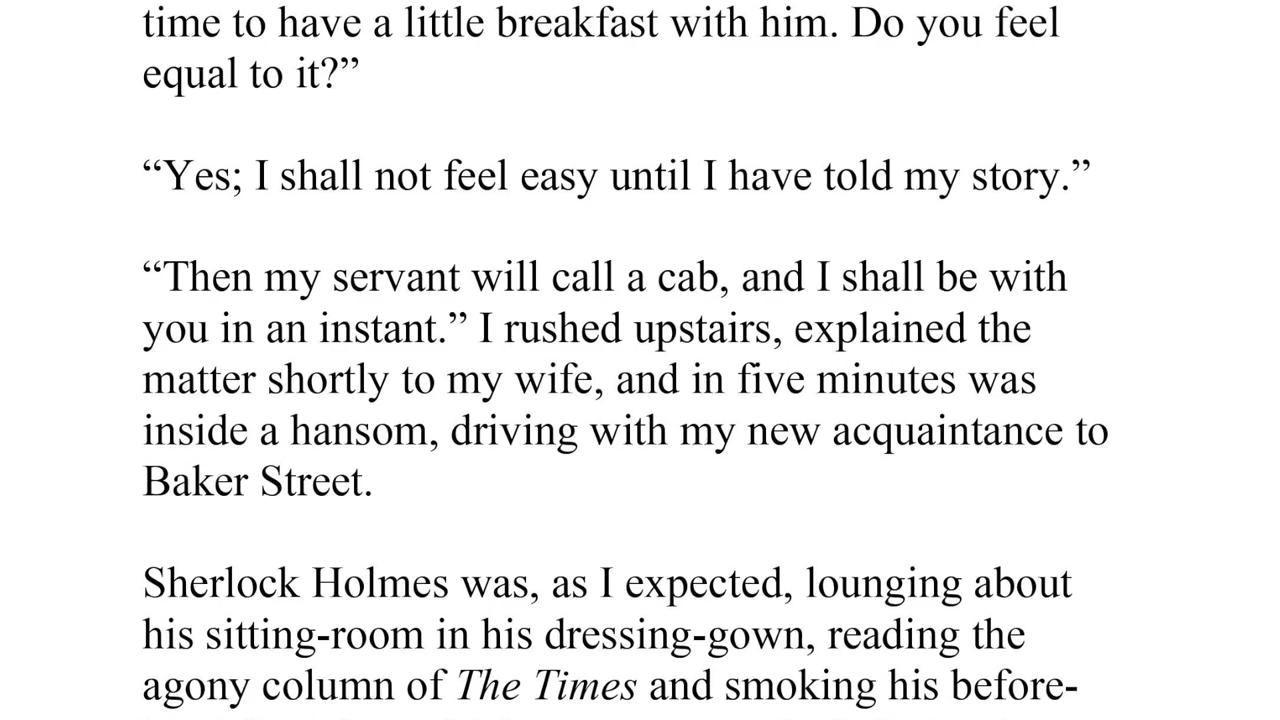 time to have a little breakfast with him. Do you feel
equal to it?”
“Yes; I shall not feel easy until I have told my story.”
“Then my servant will call a cab, and I shall be with
you in an instant.” I rushed upstairs, explained the
matter shortly to my wife, and in five minutes was
inside a hansom, driving with my new acquaintance to
Baker Street.
Sherlock Holmes was, as I expected, lounging about
his sitting-room in his dressing-gown, reading the
agony column of The Times and smoking his before-